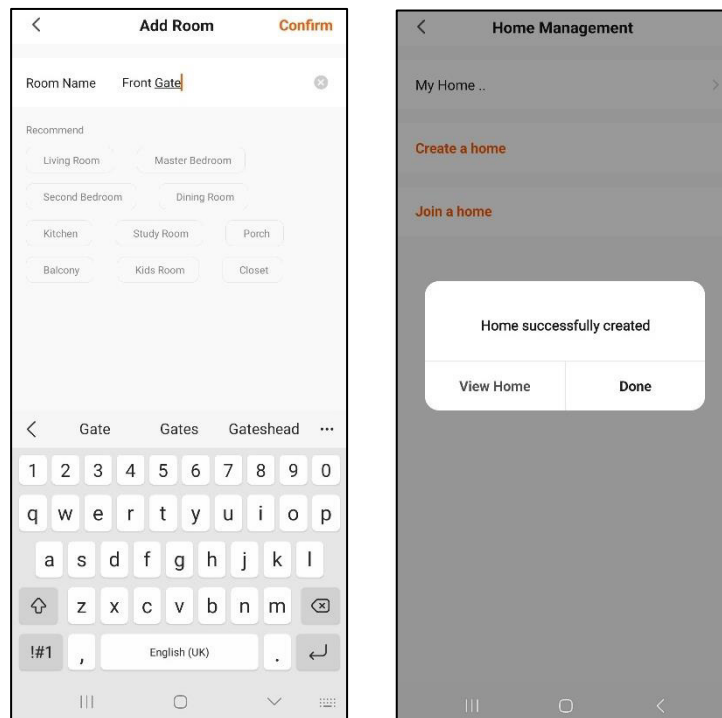 Add Room
Confirm
Room Name
Front Gate
Recommend
Living Room
Master Bedroom
Second Bedroom
Dining Room
Kitchen
Study Room
Porch
Balcony
Kids Room
Closet
Gate
Gates
Gateshead
...
1 2 3 4 5 6 7 8 9 0
q w e r t y u i o p
a s d f g h j k l
z x c v b n m
!#1 , English (UK) .
Home Management
My Home ..
Create a home
Join a home
Home successfully created
View Home
Done